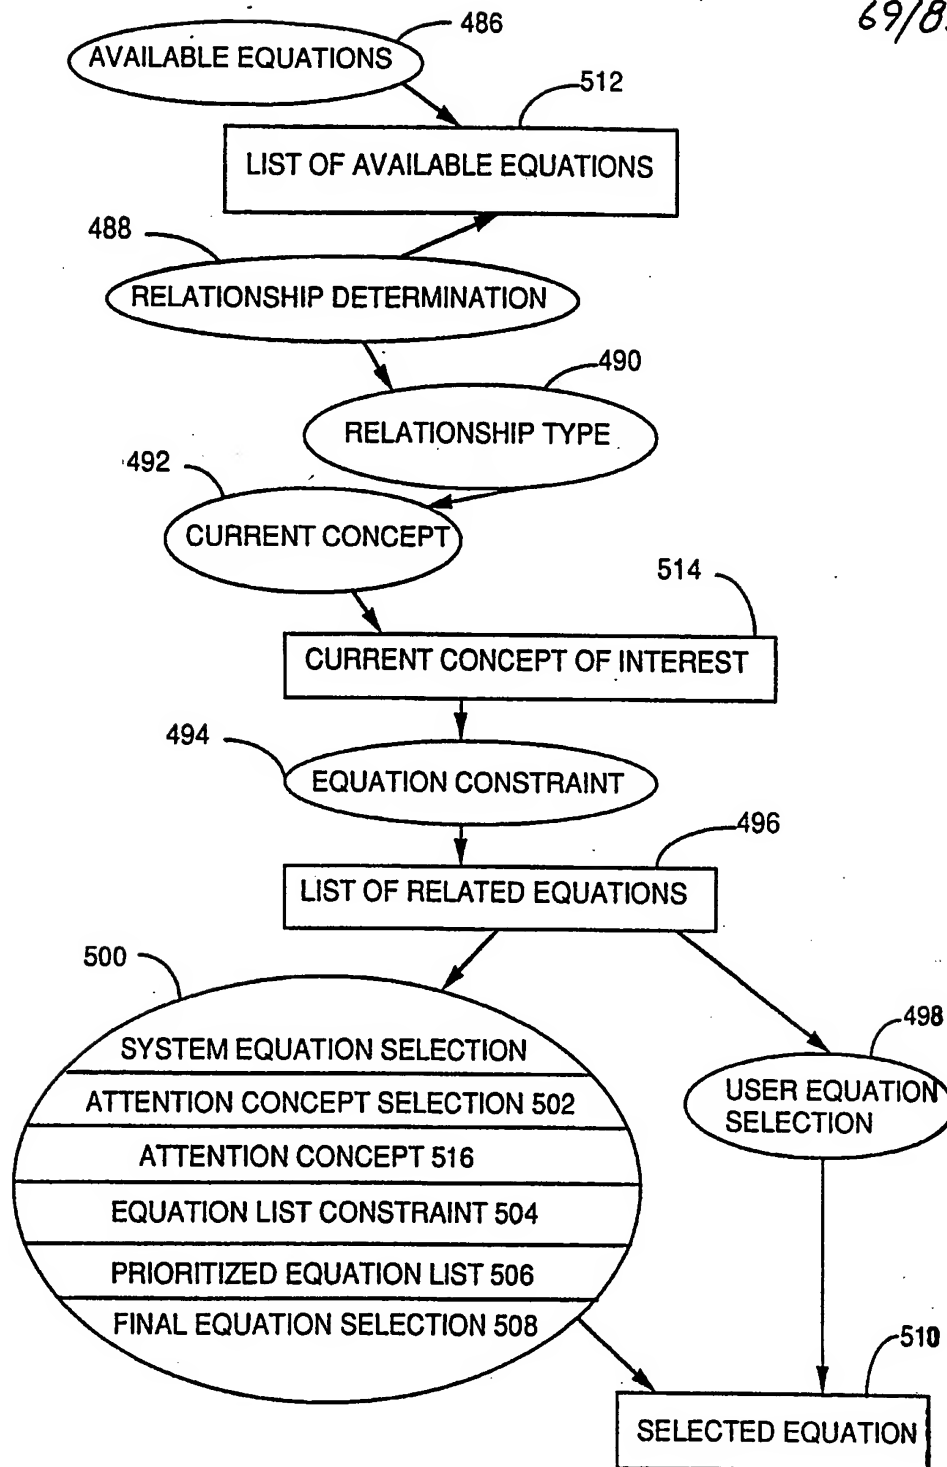 486
69/8
AVAILABLE EQUATIONS
512
LIST OF AVAILABLE EQUATIONS
488
RELATIONSHIP DETERMINATION
490
RELATIONSHIP TYPE
492
CURRENT CONCEPT
514
CURRENT CONCEPT OF INTEREST
494
EQUATION CONSTRAINT
496
LIST OF RELATED EQUATIONS
500
SYSTEM EQUATION SELECTION
ATTENTION CONCEPT SELECTION 502
ATTENTION CONCEPT 516
EQUATION LIST CONSTRAINT 504
PRIORITIZED EQUATION LIST 506
FINAL EQUATION SELECTION 508
498
USER EQUATION
SELECTION
510
SELECTED EQUATION